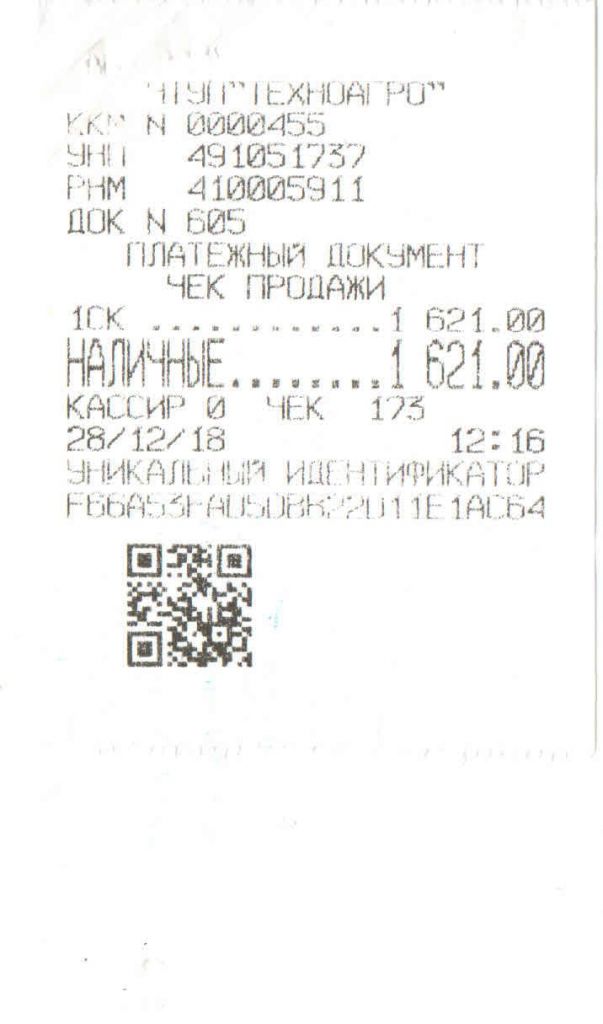 ЧТУП"ТЕХНОАГРО"
ККМ N 0000455
УНП 491051737
РНМ 410005911
ДОК N 605
ПЛАТЕЖНЫЙ ДОКУМЕНТ
ЧЕК ПРОДАЖИ
1СК .............1 621.00
НАЛИЧНЫЕ.........1 621.00
КАССИР 0 ЧЕК 173
28/12/18 12:16
УНИКАЛЬНЫЙ ИДЕНТИФИКАТОР